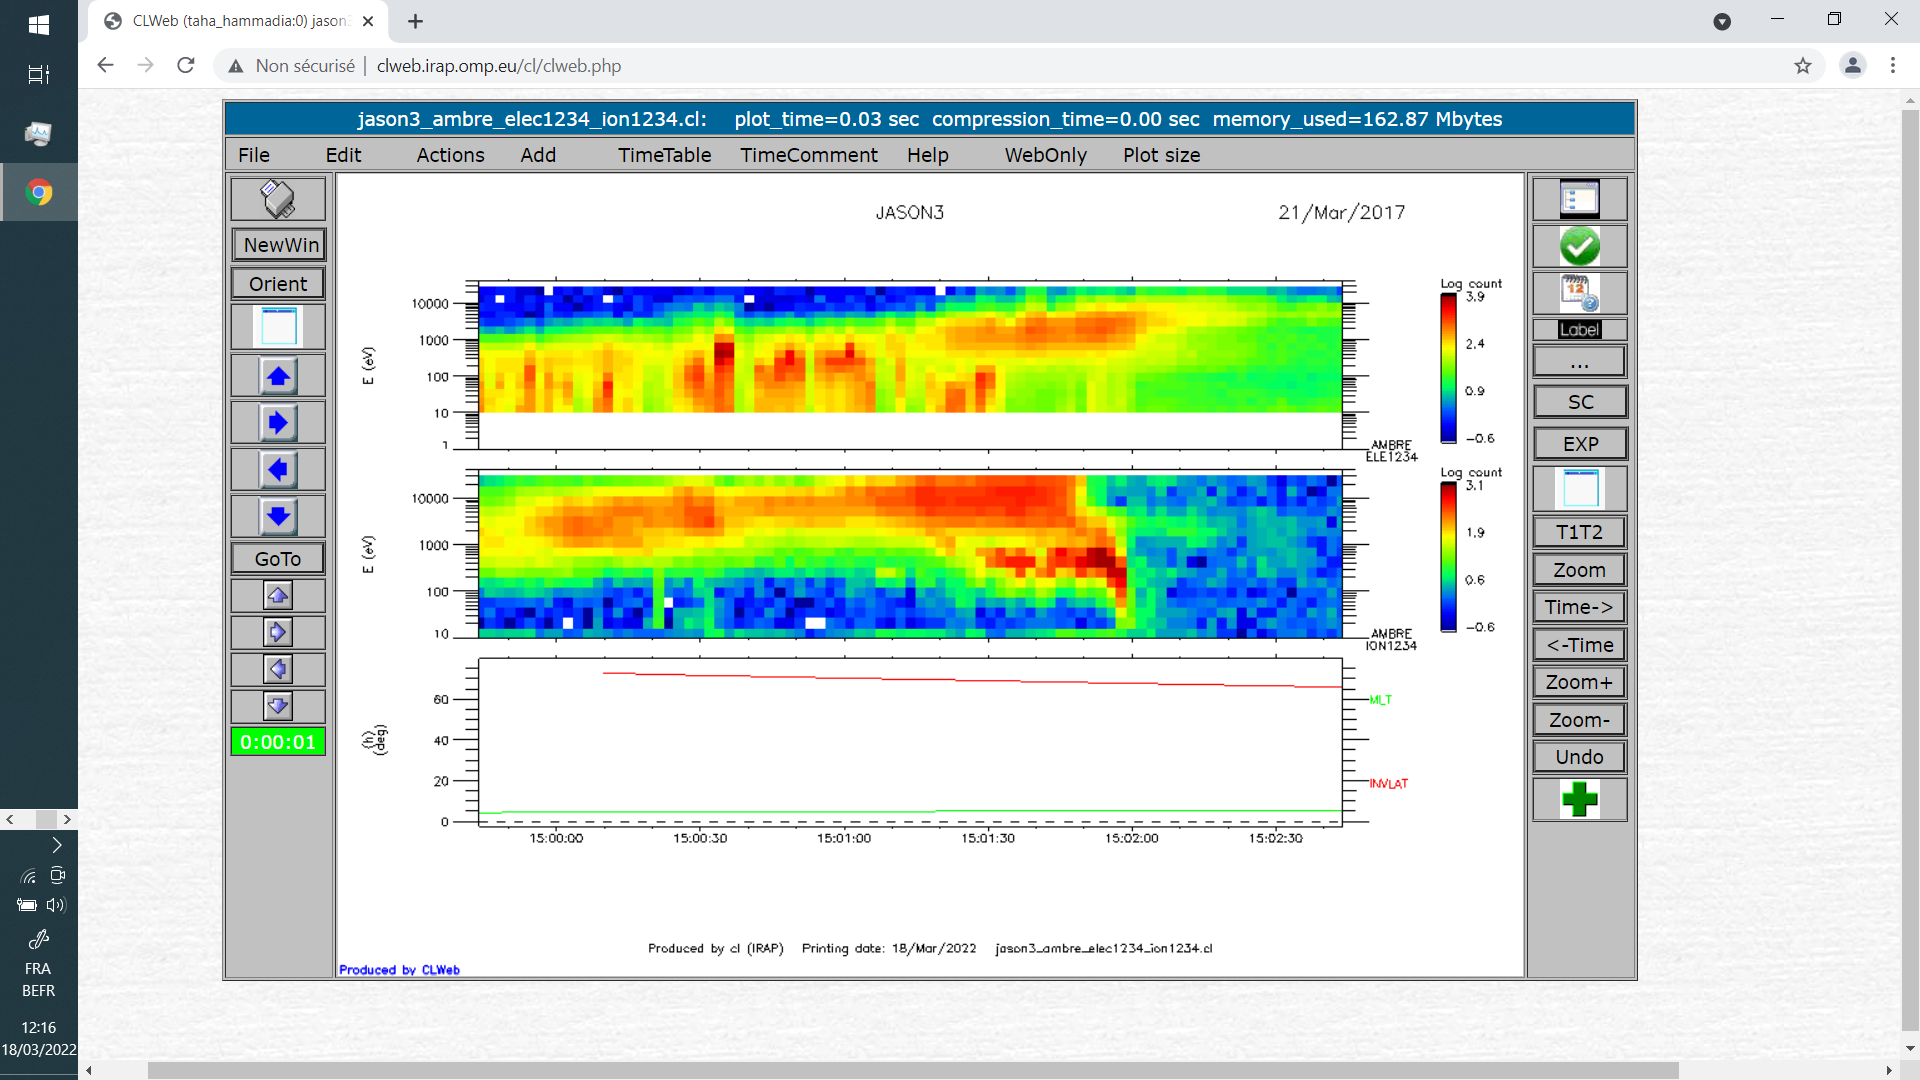 CLWeb (taha_hammadia:0) jason3
Non sécurisé | clweb.irap.omp.eu/cl/clweb.php
jason3_ambre_elec1234_ion1234.cl: plot_time=0.03 sec compression_time=0.00 sec memory_used=162.87 Mbytes
File Edit Actions Add TimeTable TimeComment Help WebOnly Plot size
NewWin
Orient
GoTo
0:00:01
JASON3 21/Mar/2017
E (eV)
10000
1000
100
10
1
Log count
3.9
2.4
0.9
-0.6
AMBRE
ELE1234
E (eV)
10000
1000
100
10
Log count
3.1
1.9
0.6
-0.6
AMBRE
ION1234
(h)
(deg)
60
40
20
0
MLT
INVLAT
15:00:00 15:00:30 15:01:00 15:01:30 15:02:00 15:02:30
Produced by cl (IRAP) Printing date: 18/Mar/2022 jason3_ambre_elec1234_ion1234.cl
Produced by CLWeb
12
Label
...
SC
EXP
T1T2
Zoom
Time->
<-Time
Zoom+
Zoom-
Undo
FRA
BEFR
12:16
18/03/2022